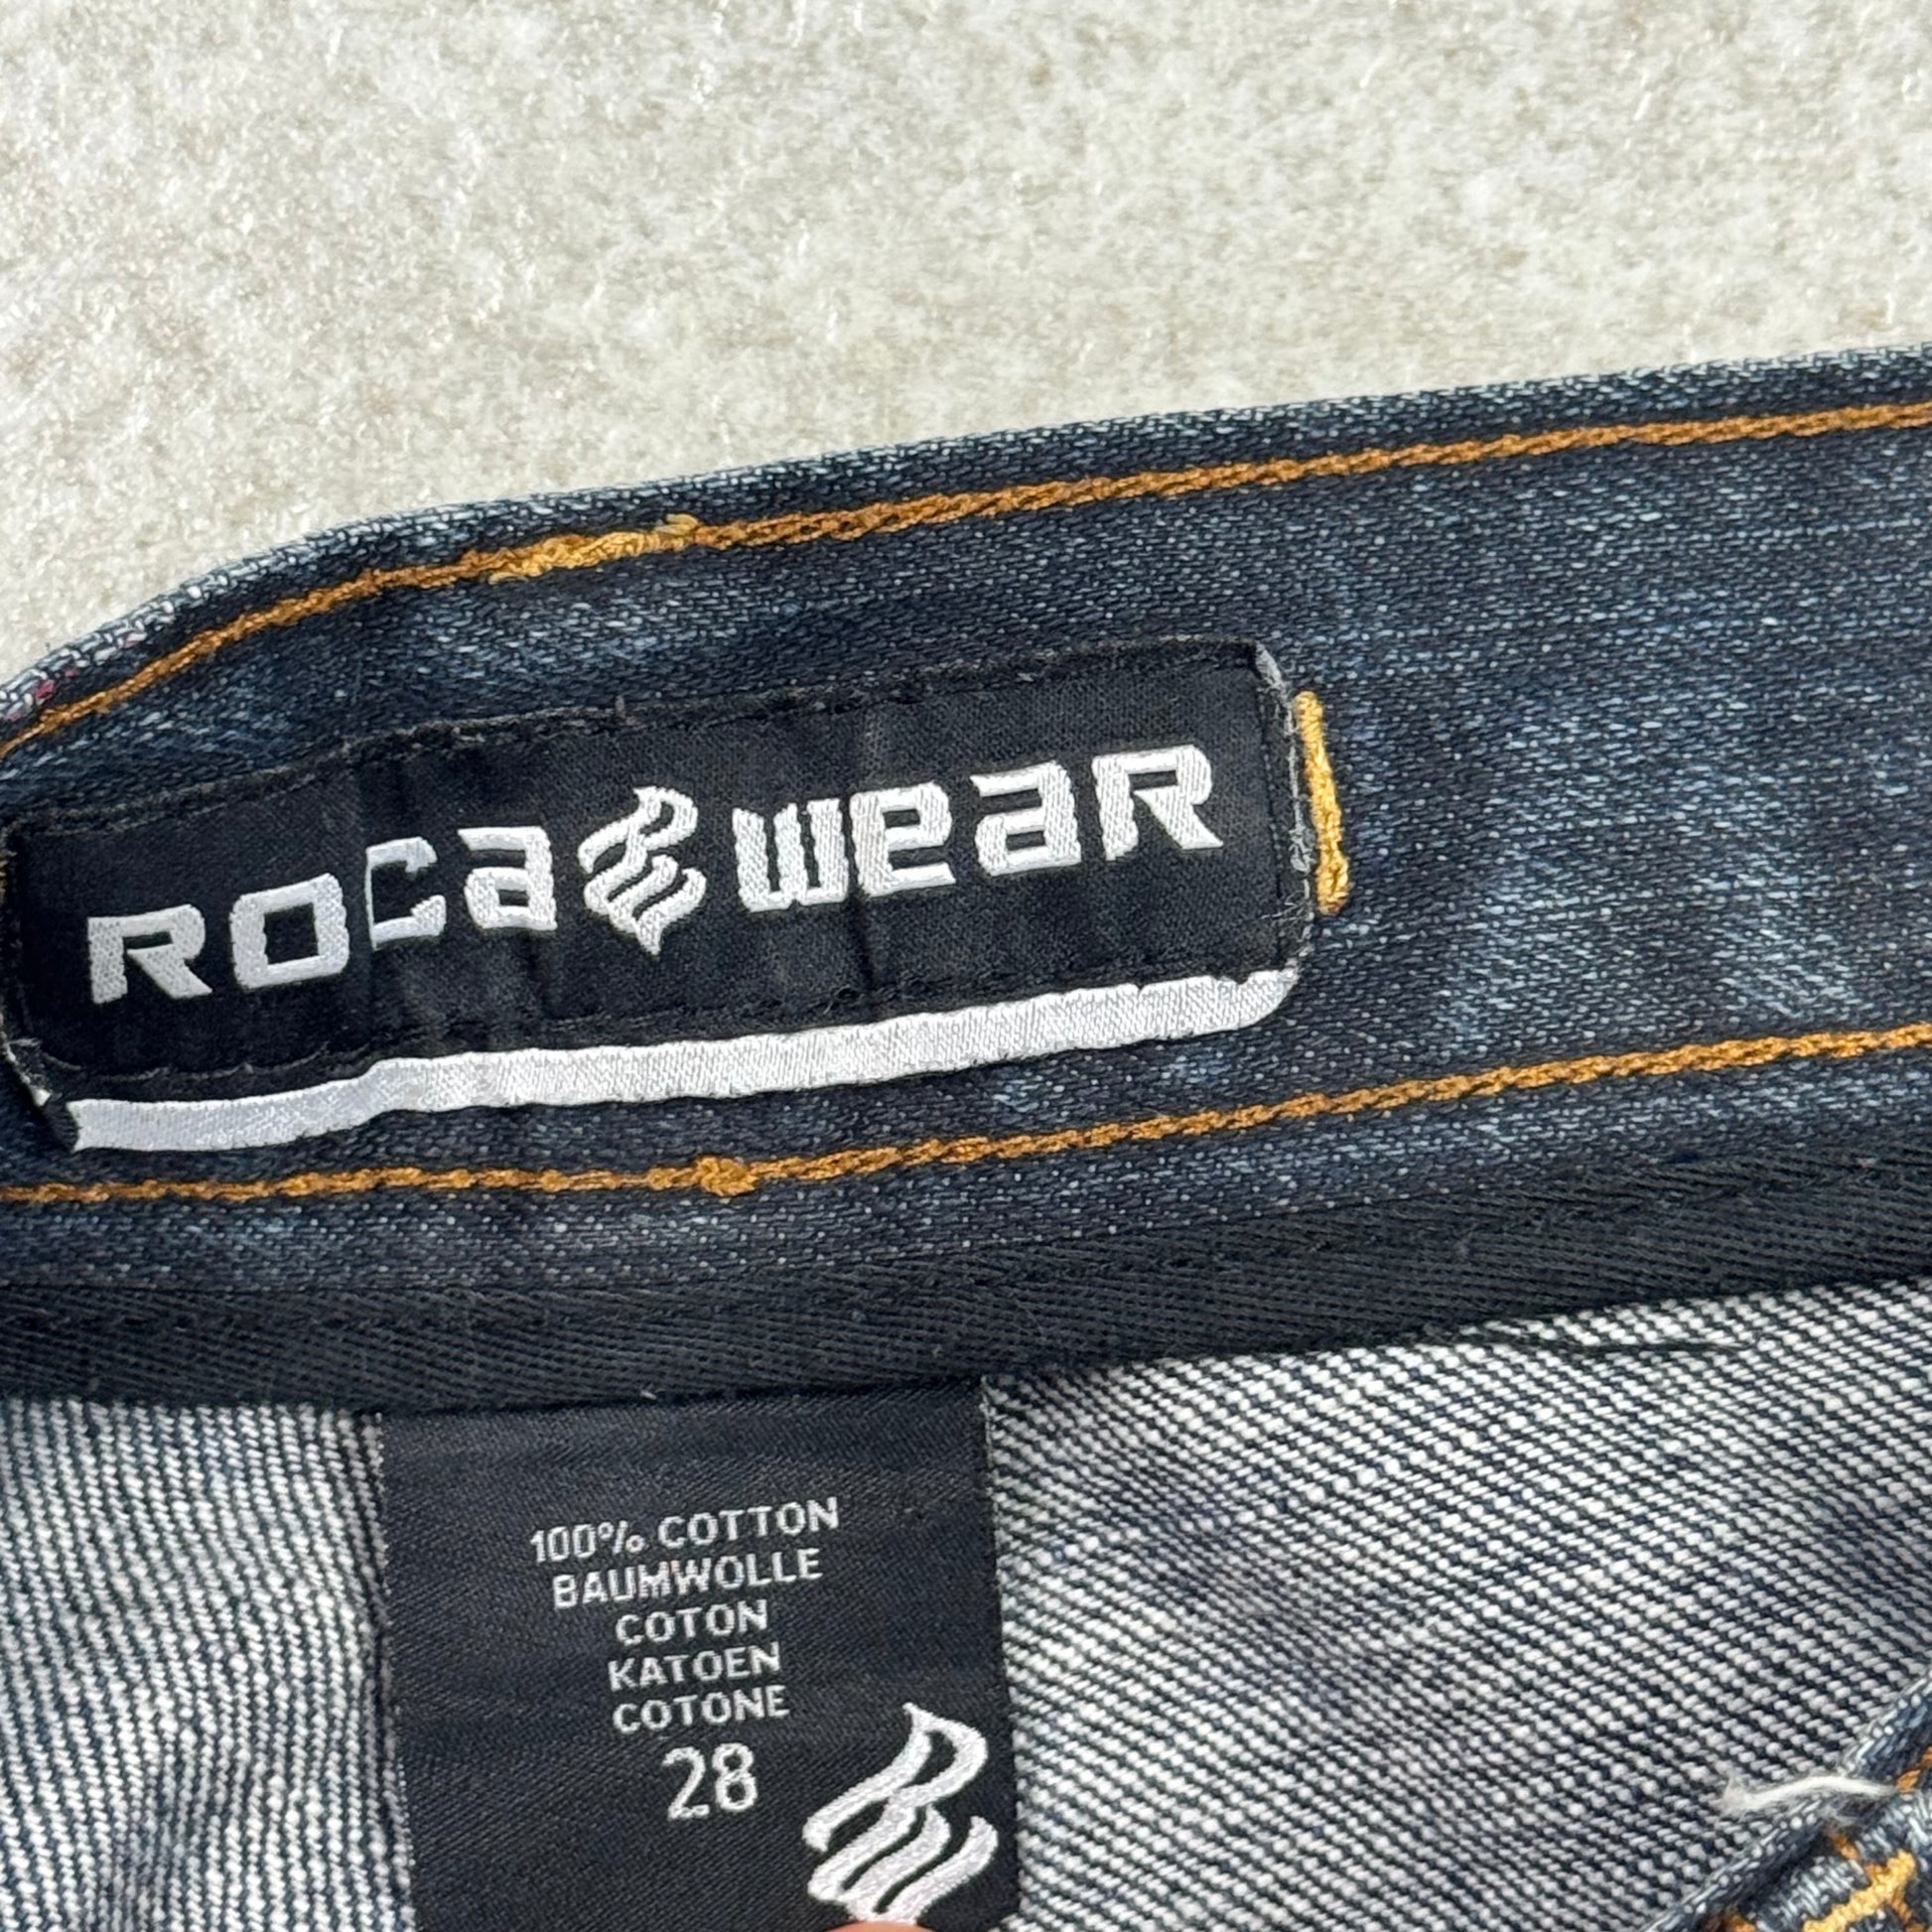 ROCA WEAR
100% COTTON
BAUMWOLLE
COTON
KATOEN
COTONE
28